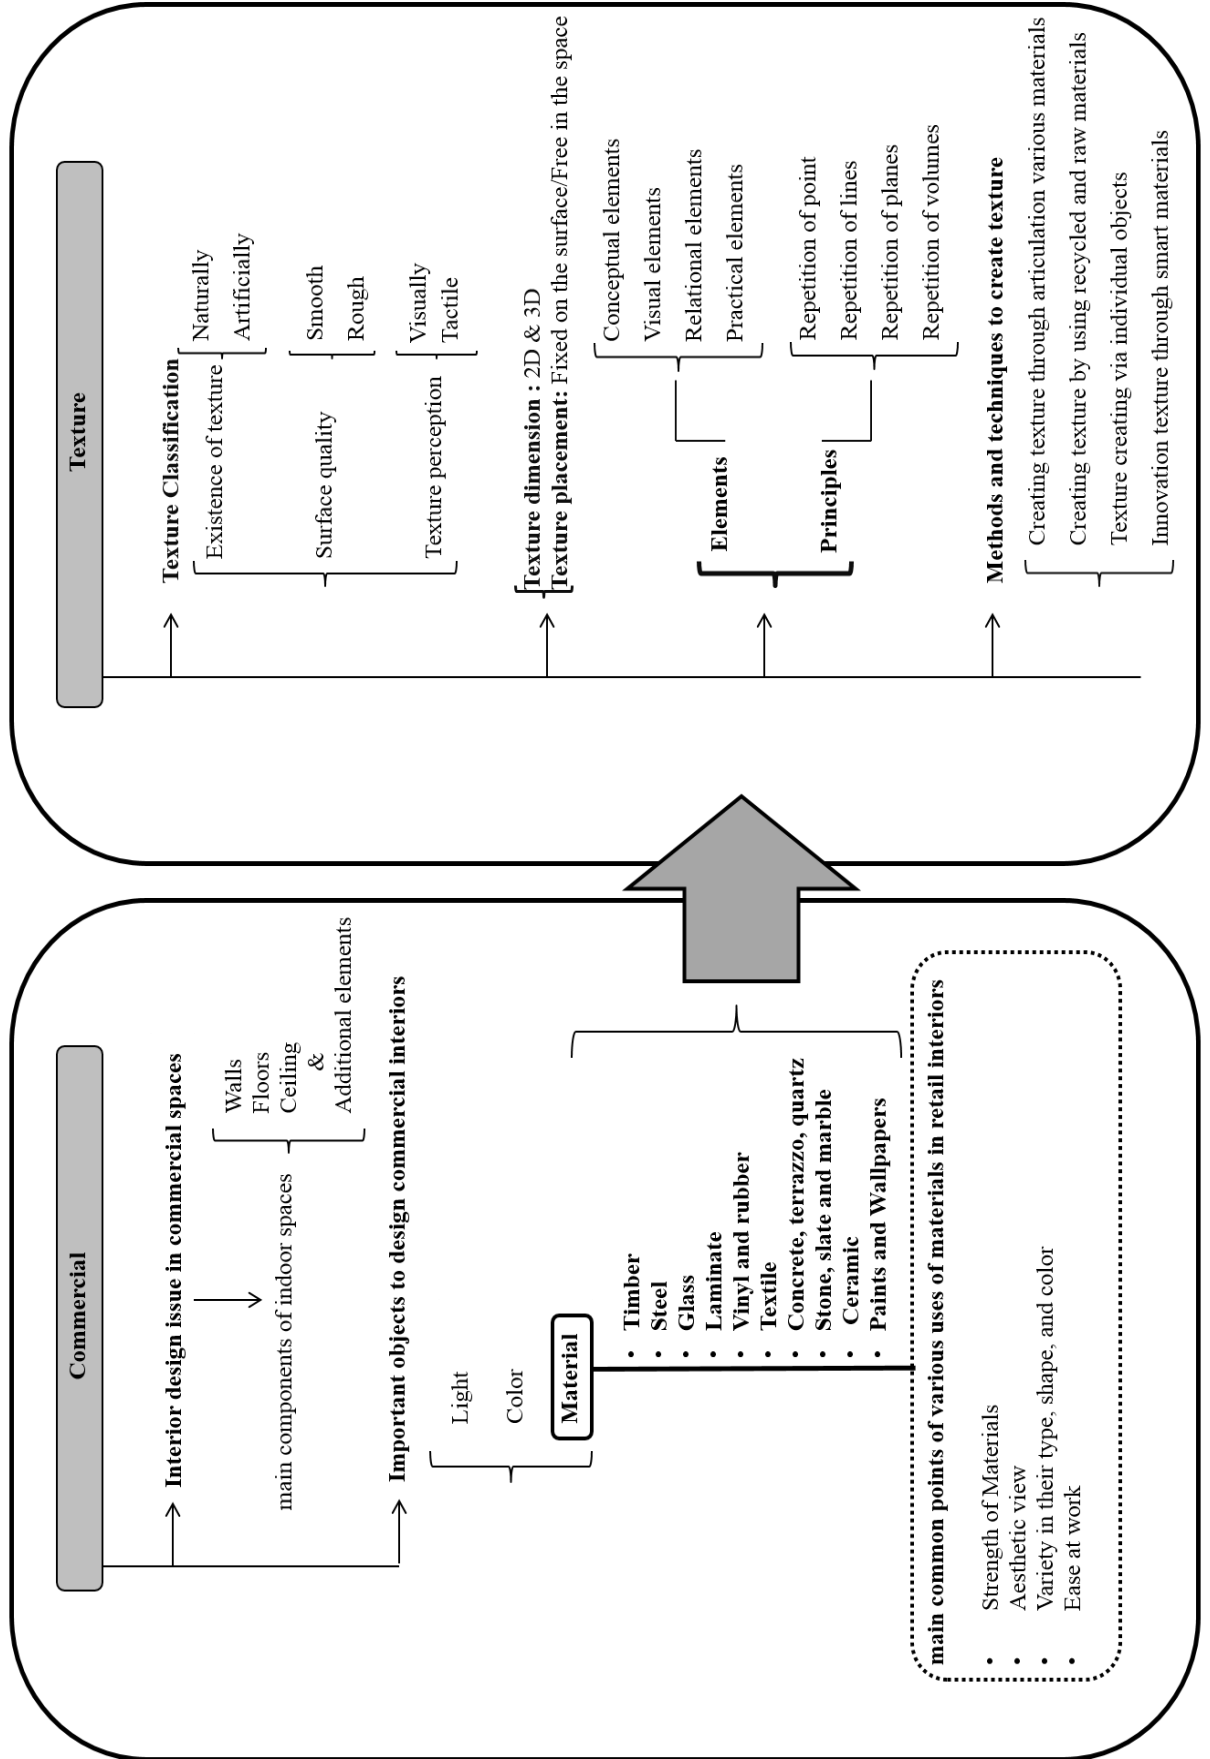 Commercial
Interior design issue in commercial spaces
main components of indoor spaces
Walls
Floors
Ceiling
&
Additional elements
Important objects to design commercial interiors
Light
Color
Material
• Timber
• Steel
• Glass
• Laminate
• Vinyl and rubber
• Textile
• Concrete, terrazzo, quartz
• Stone, slate and marble
• Ceramic
• Paints and Wallpapers
main common points of various uses of materials in retail interiors
• Strength of Materials
• Aesthetic view
• Variety in their type, shape, and color
• Ease at work
Texture
Texture Classification
Existence of texture
Naturally
Artificially
Surface quality
Smooth
Rough
Texture perception
Visually
Tactile
Texture dimension : 2D & 3D
Texture placement: Fixed on the surface/Free in the space
Elements
Conceptual elements
Visual elements
Relational elements
Practical elements
Principles
Repetition of point
Repetition of lines
Repetition of planes
Repetition of volumes
Methods and techniques to create texture
Creating texture through articulation various materials
Creating texture by using recycled and raw materials
Texture creating via individual objects
Innovation texture through smart materials